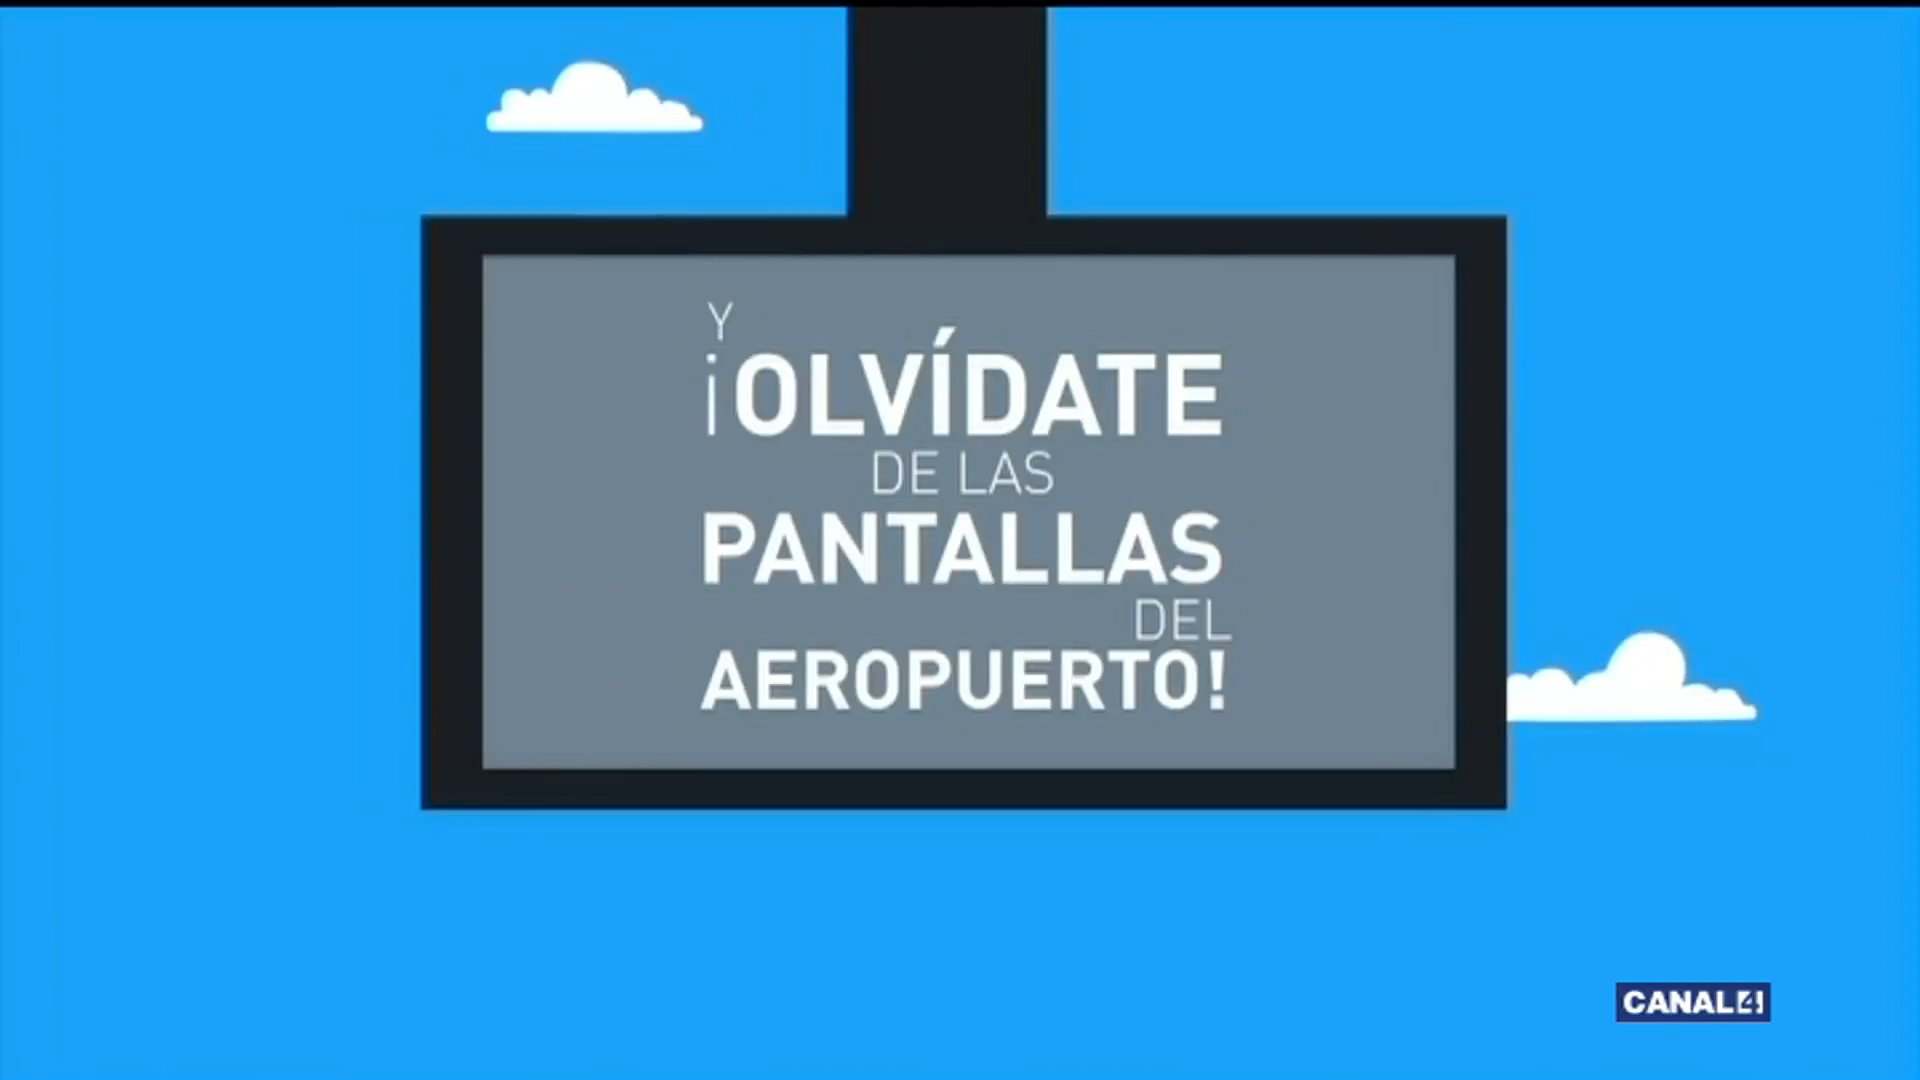 Y
¡OLVÍDATE
DE LAS
PANTALLAS
DEL
AEROPUERTO!
CANAL4